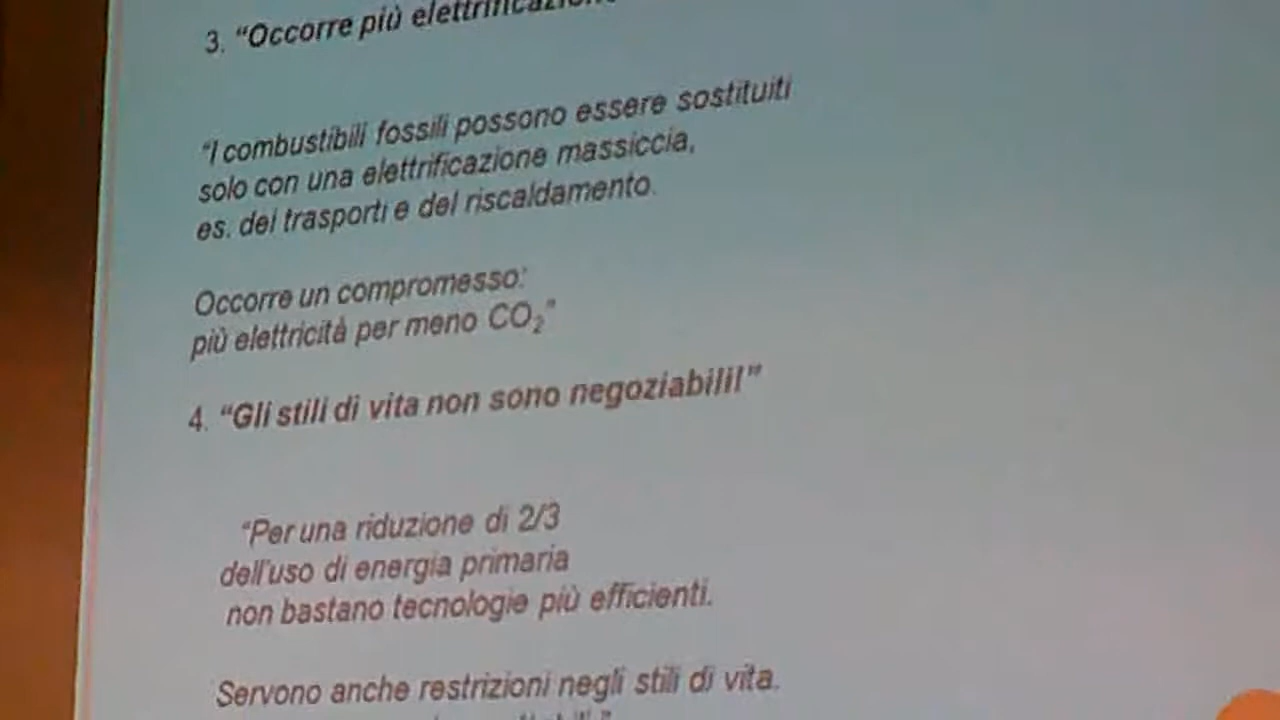 3. “Occorre più elettrificazione
“I combustibili fossili possono essere sostituiti
solo con una elettrificazione massiccia,
es. dei trasporti e del riscaldamento.
Occorre un compromesso:
più elettricità per meno CO₂”
4. “Gli stili di vita non sono negoziabili!”
“Per una riduzione di 2/3
dell'uso di energia primaria
non bastano tecnologie più efficienti.
Servono anche restrizioni negli stili di vita.